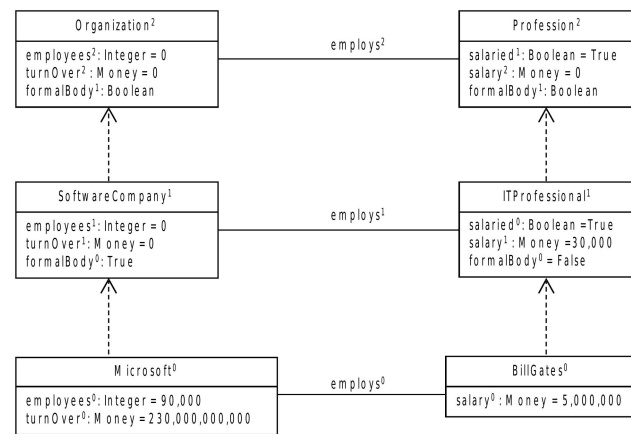 Organization²
employees²: Integer = 0
turnOver²: Money = 0
formalBody¹: Boolean
employs²
Profession²
salaried¹: Boolean = True
salary²: Money = 0
formalBody¹: Boolean
SoftwareCompany¹
employees¹: Integer = 0
turnOver¹: Money = 0
formalBody⁰: True
employs¹
ITProfessional¹
salaried⁰: Boolean =True
salary¹: Money =30,000
formalBody⁰ = False
Microsoft⁰
employees⁰: Integer = 90,000
turnOver⁰: Money = 230,000,000,000
employs⁰
BillGates⁰
salary⁰: Money = 5,000,000